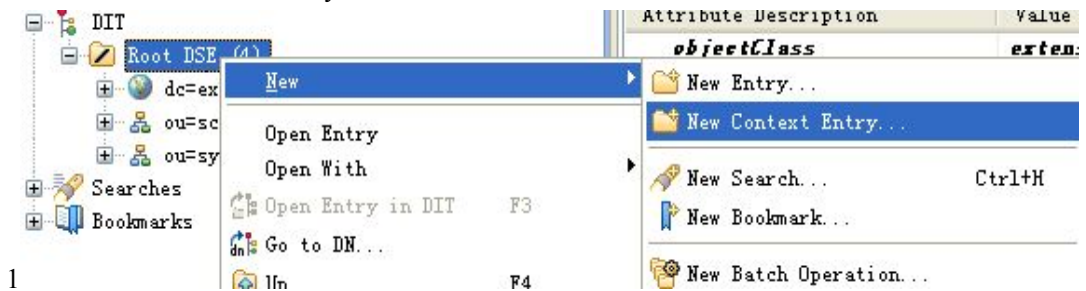 DIT
Root DSE (4)
dc=ex
ou=sc
ou=sy
Searches
Bookmarks
New
Open Entry
Open With
Open Entry in DIT F3
Go to DN...
Up F4
Attribute Description Value
objectClass exten
New Entry...
New Context Entry...
New Search... Ctrl+H
New Bookmark...
New Batch Operation...
1